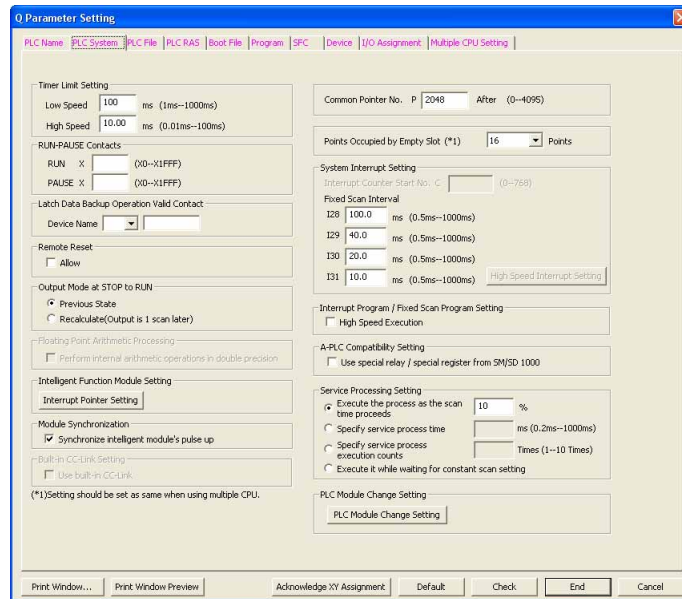 Q Parameter Setting
PLC Name PLC System PLC File PLC RAS Boot File Program SFC Device I/O Assignment Multiple CPU Setting
Timer Limit Setting
Low Speed 100 ms (1ms--1000ms)
High Speed 10.00 ms (0.01ms--100ms)
RUN-PAUSE Contacts
RUN X (X0--X1FFF)
PAUSE X (X0--X1FFF)
Latch Data Backup Operation Valid Contact
Device Name
Remote Reset
Allow
Output Mode at STOP to RUN
Previous State
Recalculate(Output is 1 scan later)
Floating Point Arithmetic Processing
Perform internal arithmetic operations in double precision
Intelligent Function Module Setting
Interrupt Pointer Setting
Module Synchronization
Synchronize intelligent module's pulse up
Built-in CC-Link Setting
Use built-in CC-Link
(*1)Setting should be set as same when using multiple CPU.
Common Pointer No. P 2048 After (0--4095)
Points Occupied by Empty Slot (*1) 16 Points
System Interrupt Setting
Interrupt Counter Start No. C (0--768)
Fixed Scan Interval
I28 100.0 ms (0.5ms--1000ms)
I29 40.0 ms (0.5ms--1000ms)
I30 20.0 ms (0.5ms--1000ms)
I31 10.0 ms (0.5ms--1000ms) High Speed Interrupt Setting
Interrupt Program / Fixed Scan Program Setting
High Speed Execution
A-PLC Compatibility Setting
Use special relay / special register from SM/SD 1000
Service Processing Setting
Execute the process as the scan 10 %
time proceeds
Specify service process time ms (0.2ms--1000ms)
Specify service process
execution counts Times (1--10 Times)
Execute it while waiting for constant scan setting
PLC Module Change Setting
PLC Module Change Setting
Print Window... Print Window Preview Acknowledge XY Assignment Default Check End Cancel